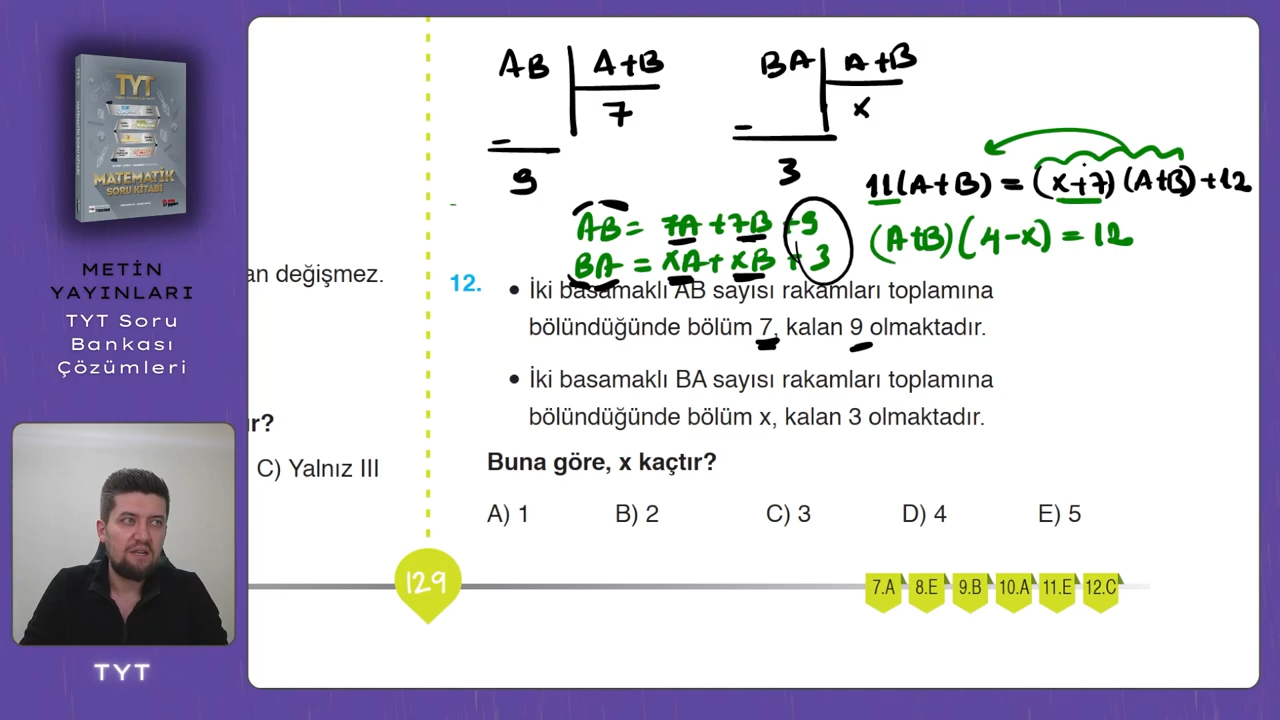 TYT
MATEMATİK
SORU KİTABI
METİN
YAYINLARI
TYT Soru
Bankası
Çözümleri
TYT
an değişmez.
ır?
C) Yalnız III
129
AB | A+B
7
9
BA | A+B
x
3
11(A+B) = (x+7)(A+B)+12
(A+B)(4-x) = 12
AB = 7A+7B+9
BA = xA+xB+3
12. • İki basamaklı AB sayısı rakamları toplamına
bölündüğünde bölüm 7, kalan 9 olmaktadır.
• İki basamaklı BA sayısı rakamları toplamına
bölündüğünde bölüm x, kalan 3 olmaktadır.
Buna göre, x kaçtır?
A) 1 B) 2 C) 3 D) 4 E) 5
7.A 8.E 9.B 10.A 11.E 12.C